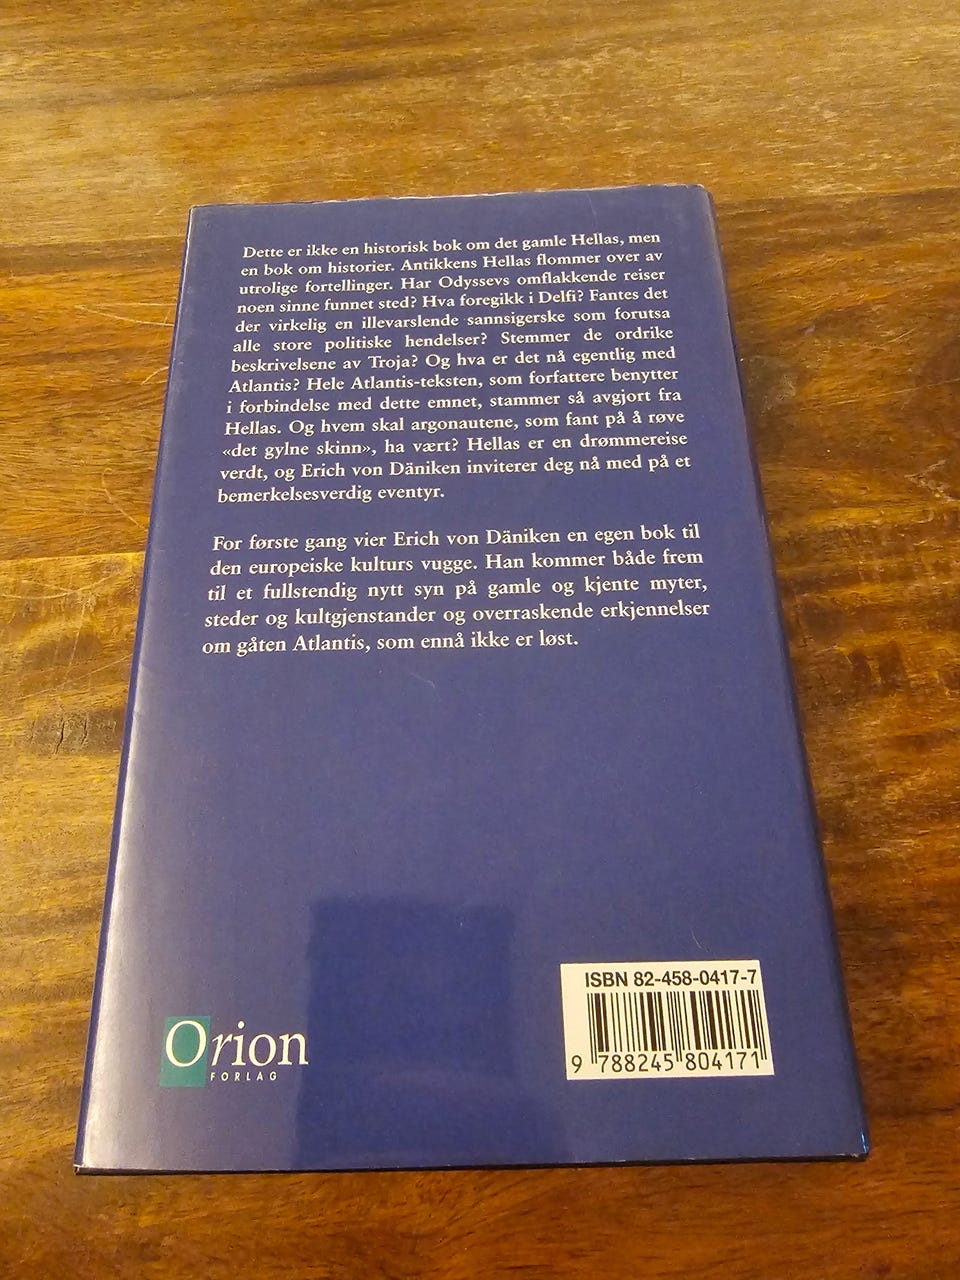 Dette er ikke en historisk bok om det gamle Hellas, men
en bok om historier. Antikkens Hellas flommer over av
utrolige fortellinger. Har Odyssevs omflakkende reiser
noen sinne funnet sted? Hva foregikk i Delfi? Fantes det
der virkelig en illevarslende sannsigerske som forutsa
alle store politiske hendelser? Stemmer de ordrike
beskrivelsene av Troja? Og hva er det nå egentlig med
Atlantis? Hele Atlantis-teksten, som forfattere benytter
i forbindelse med dette emnet, stammer så avgjort fra
Hellas. Og hvem skal argonautene, som fant på å røve
«det gylne skinn», ha vært? Hellas er en drømmereise
verdt, og Erich von Däniken inviterer deg nå med på et
bemerkelsesverdig eventyr.
For første gang vier Erich von Däniken en egen bok til
den europeiske kulturs vugge. Han kommer både frem
til et fullstendig nytt syn på gamle og kjente myter,
steder og kultgjenstander og overraskende erkjennelser
om gåten Atlantis, som ennå ikke er løst.
ISBN 82-458-0417-7
9 788245 804171
Orion
FORLAG